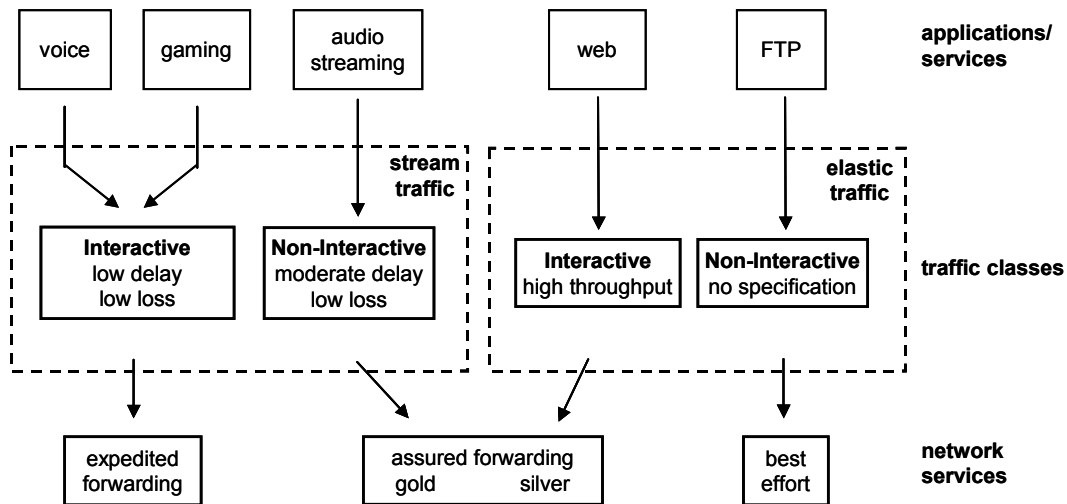 voice
gaming
audio
streaming
web
FTP
applications/
services
stream
traffic
elastic
traffic
Interactive
low delay
low loss
Non-Interactive
moderate delay
low loss
Interactive
high throughput
Non-Interactive
no specification
traffic classes
expedited
forwarding
assured forwarding
gold silver
best
effort
network
services